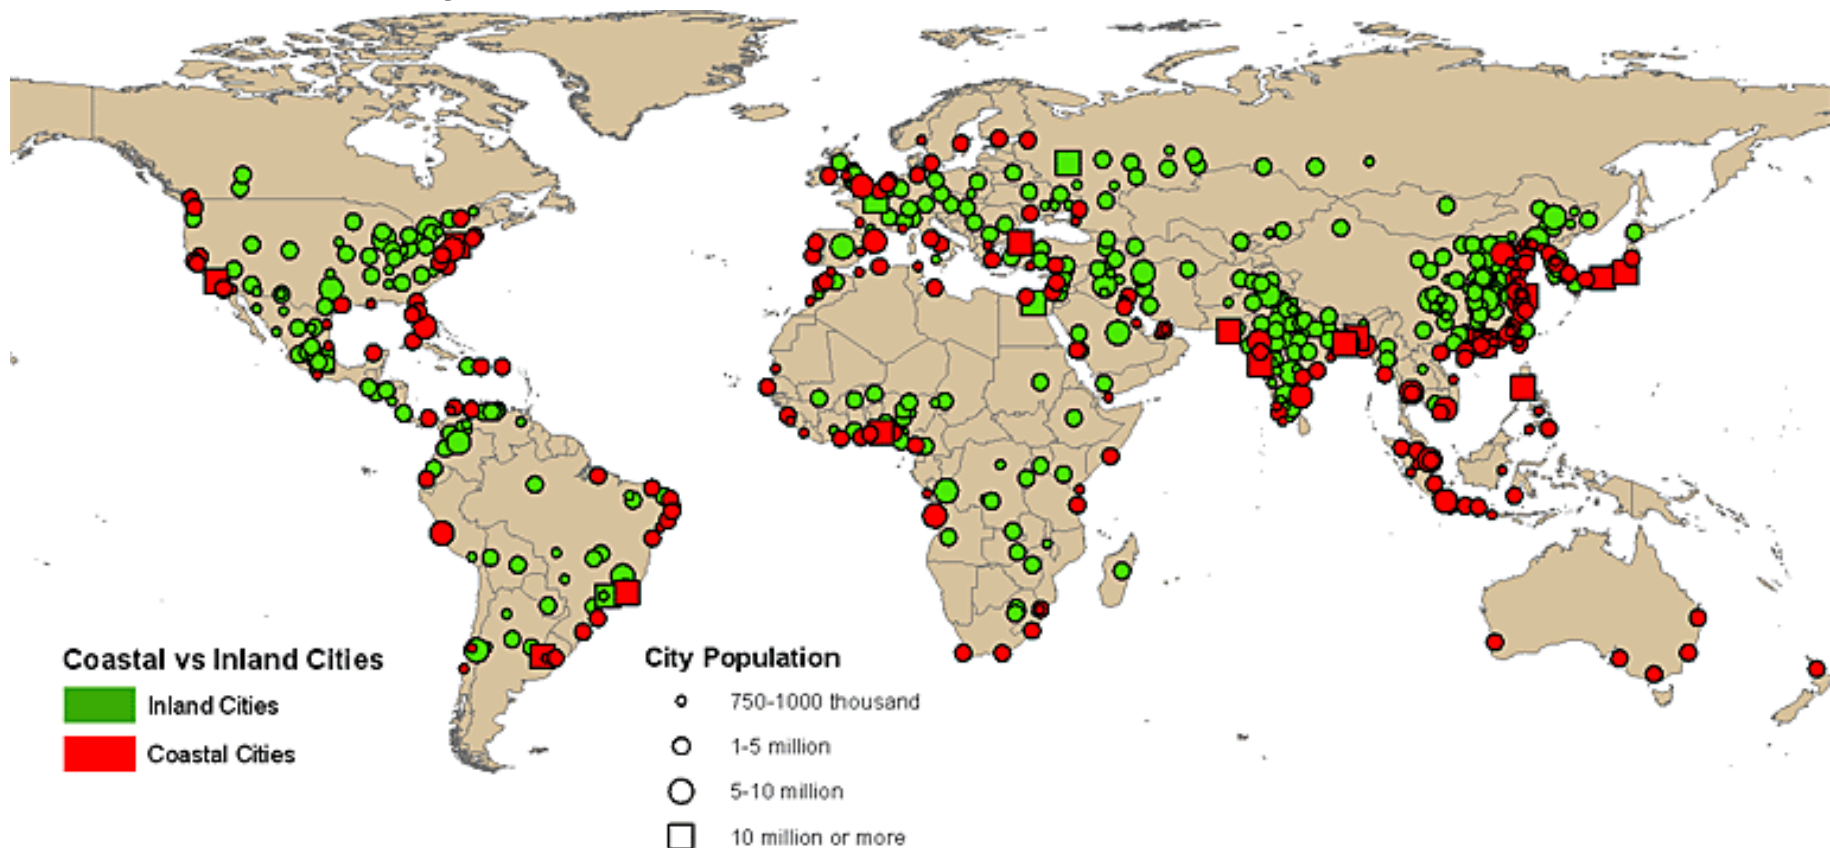 Coastal vs Inland Cities
Inland Cities
Coastal Cities
City Population
750-1000 thousand
1-5 million
5-10 million
10 million or more